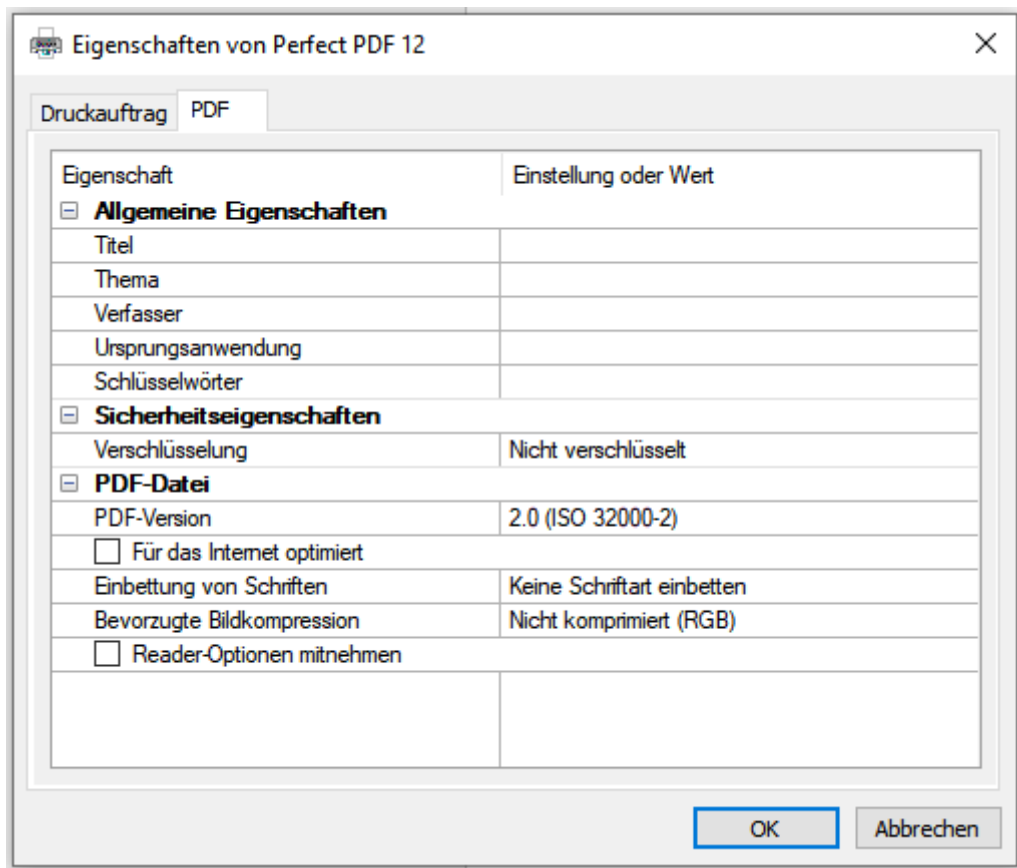 Eigenschaften von Perfect PDF 12
Druckauftrag PDF
Eigenschaft Einstellung oder Wert
Allgemeine Eigenschaften
Titel
Thema
Verfasser
Ursprungsanwendung
Schlüsselwörter
Sicherheitseigenschaften
Verschlüsselung Nicht verschlüsselt
PDF-Datei
PDF-Version 2.0 (ISO 32000-2)
Für das Internet optimiert
Einbettung von Schriften Keine Schriftart einbetten
Bevorzugte Bildkompression Nicht komprimiert (RGB)
Reader-Optionen mitnehmen
OK Abbrechen